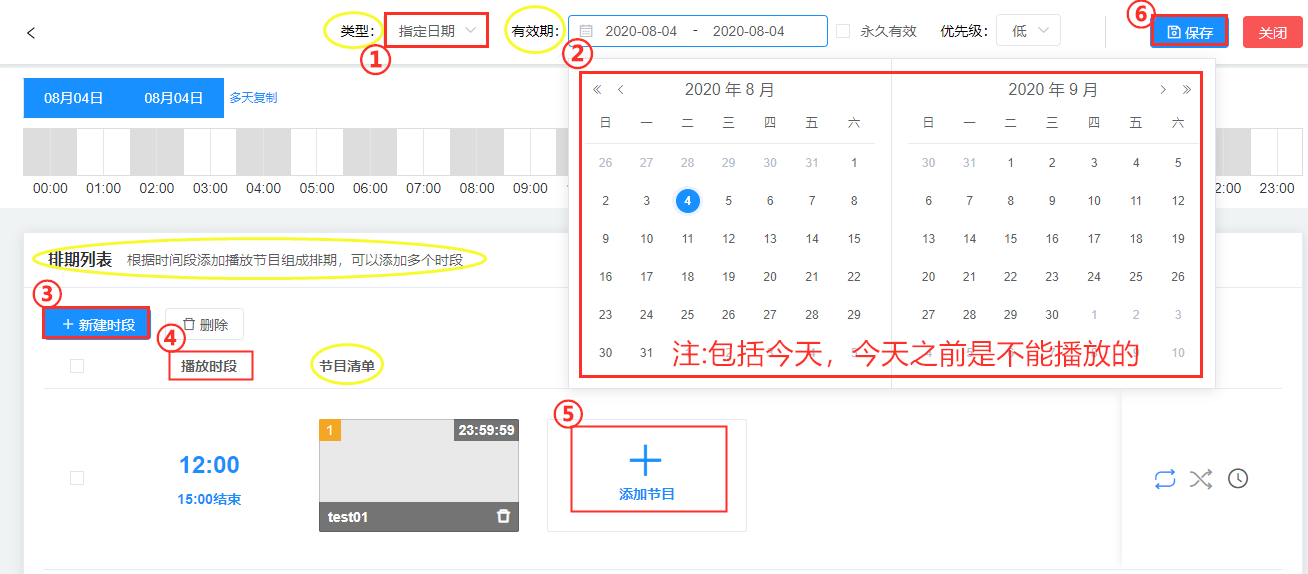 类型： 指定日期 有效期： 2020-08-04 - 2020-08-04 永久有效 优先级： 低 ⑥ 保存 关闭
① ②
« ‹ 2020 年 8 月 2020 年 9 月 › »
08月04日 08月04日 多天复制
日 一 二 三 四 五 六 日 一 二 三 四 五 六
26 27 28 29 30 31 1 30 31 1 2 3 4 5
00:00 01:00 02:00 03:00 04:00 05:00 06:00 07:00 08:00 09:00 2:00 23:00
2 3 4 5 6 7 8 6 7 8 9 10 11 12
9 10 11 12 13 14 15 13 14 15 16 17 18 19
排期列表 根据时间段添加播放节目组成排期，可以添加多个时段
16 17 18 19 20 21 22 20 21 22 23 24 25 26
③
23 24 25 26 27 28 29 27 28 29 30 1 2 3
+ 新建时段 删除
④
30 31 10
注:包括今天，今天之前是不能播放的
播放时段 节目清单
⑤
1 23:59:59
12:00
15:00结束
添加节目
test01